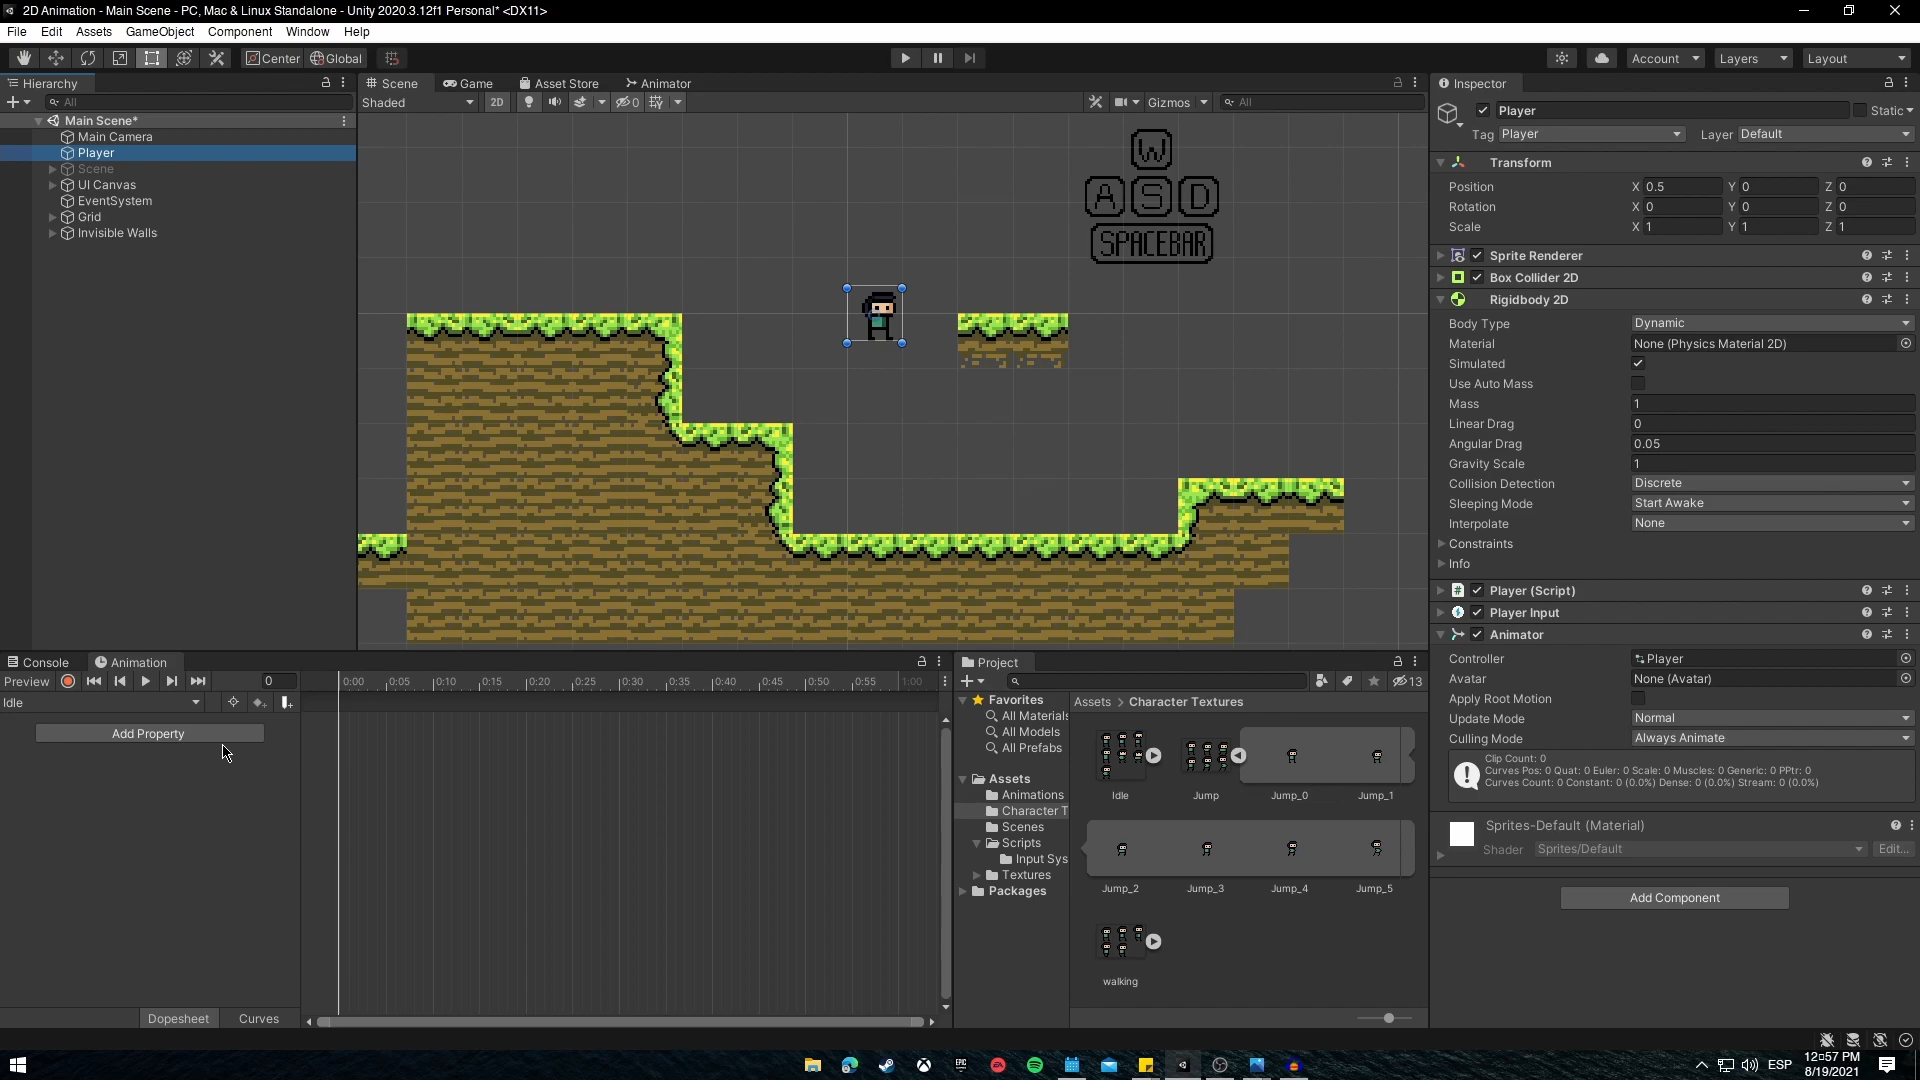 2D Animation - Main Scene - PC, Mac & Linux Standalone - Unity 2020.3.12f1 Personal* <DX11>
File Edit Assets GameObject Component Window Help
Center Global Account Layers Layout
Hierarchy
All
Main Scene*
Main Camera
Player
Scene
UI Canvas
EventSystem
Grid
Invisible Walls
Scene Game Asset Store Animator
Shaded 2D 0 Gizmos All
W
A S D
SPACEBAR
Inspector
Player Static
Tag Player Layer Default
Transform
Position X 0.5 Y 0 Z 0
Rotation X 0 Y 0 Z 0
Scale X 1 Y 1 Z 1
Sprite Renderer
Box Collider 2D
Rigidbody 2D
Body Type Dynamic
Material None (Physics Material 2D)
Simulated
Use Auto Mass
Mass 1
Linear Drag 0
Angular Drag 0.05
Gravity Scale 1
Collision Detection Discrete
Sleeping Mode Start Awake
Interpolate None
Constraints
Info
Player (Script)
Player Input
Animator
Controller Player
Avatar None (Avatar)
Apply Root Motion
Update Mode Normal
Culling Mode Always Animate
Clip Count: 0
Curves Pos: 0 Quat: 0 Euler: 0 Scale: 0 Muscles: 0 Generic: 0 PPtr: 0
Curves Count: 0 Constant: 0 (0.0%) Dense: 0 (0.0%) Stream: 0 (0.0%)
Sprites-Default (Material)
Shader Sprites/Default Edit...
Add Component
Console Animation
Preview 0
0:00 0:05 0:10 0:15 0:20 0:25 0:30 0:35 0:40 0:45 0:50 0:55 1:00
Idle
Add Property
Dopesheet Curves
Project
13
Favorites
All Materials
All Models
All Prefabs
Assets
Animations
Character T
Scenes
Scripts
Input Sys
Textures
Packages
Assets > Character Textures
Idle Jump Jump_0 Jump_1
Jump_2 Jump_3 Jump_4 Jump_5
walking
EPIC
ESP
12:57 PM
8/19/2021